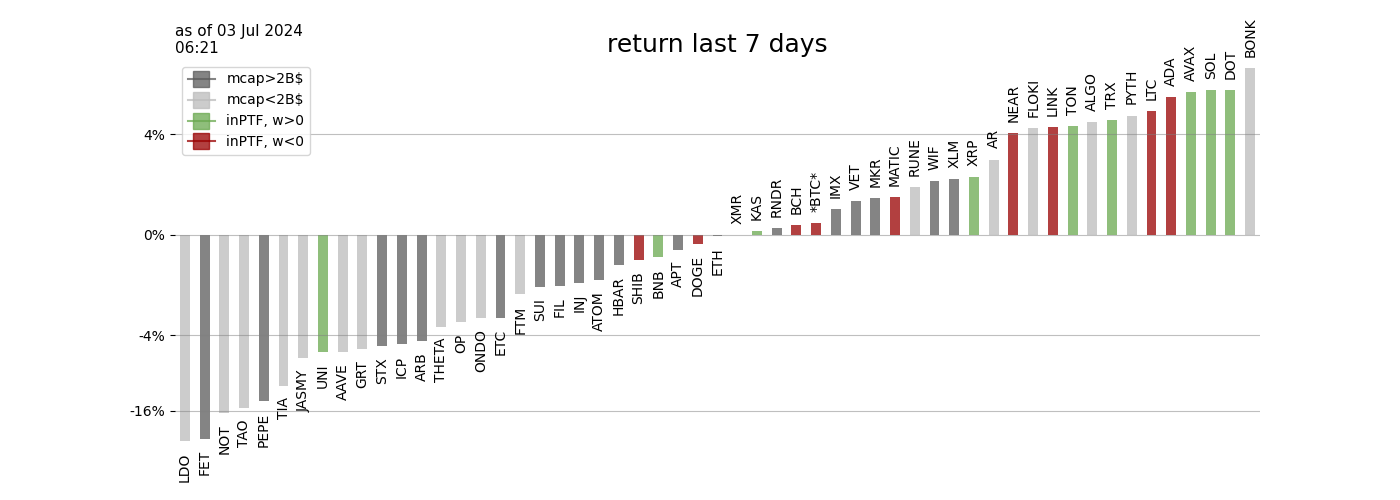 as of 03 Jul 2024
06:21
return last 7 days
mcap>2B$
mcap<2B$
inPTF, w>0
inPTF, w<0
4%
0%
-4%
-16%
LDO
FET
NOT
TAO
PEPE
TIA
JASMY
UNI
AAVE
GRT
STX
ICP
ARB
THETA
OP
ONDO
ETC
FTM
SUI
FIL
INJ
ATOM
HBAR
SHIB
BNB
APT
DOGE
ETH
XMR
KAS
RNDR
BCH
*BTC*
IMX
VET
MKR
MATIC
RUNE
WIF
XLM
XRP
AR
NEAR
FLOKI
LINK
TON
ALGO
TRX
PYTH
LTC
ADA
AVAX
SOL
DOT
BONK